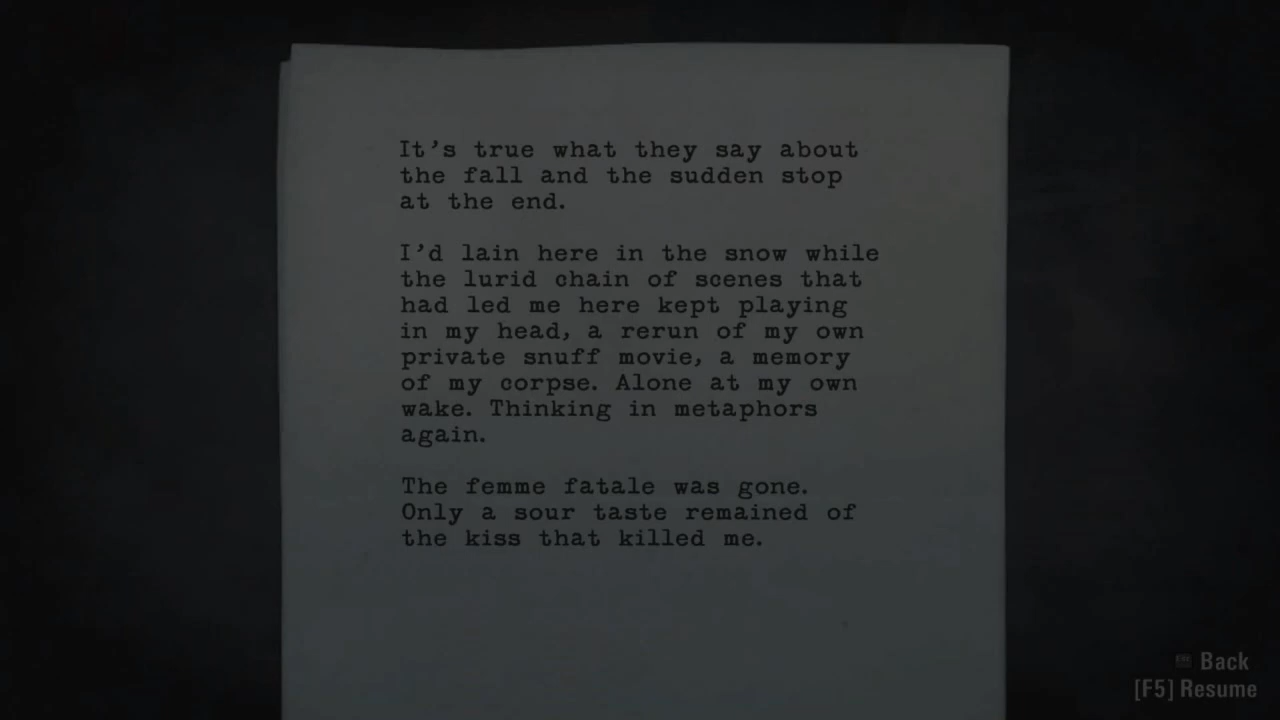 It’s true what they say about
the fall and the sudden stop
at the end.
I’d lain here in the snow while
the lurid chain of scenes that
had led me here kept playing
in my head, a rerun of my own
private snuff movie, a memory
of my corpse. Alone at my own
wake. Thinking in metaphors
again.
The femme fatale was gone.
Only a sour taste remained of
the kiss that killed me.
Back
[F5] Resume